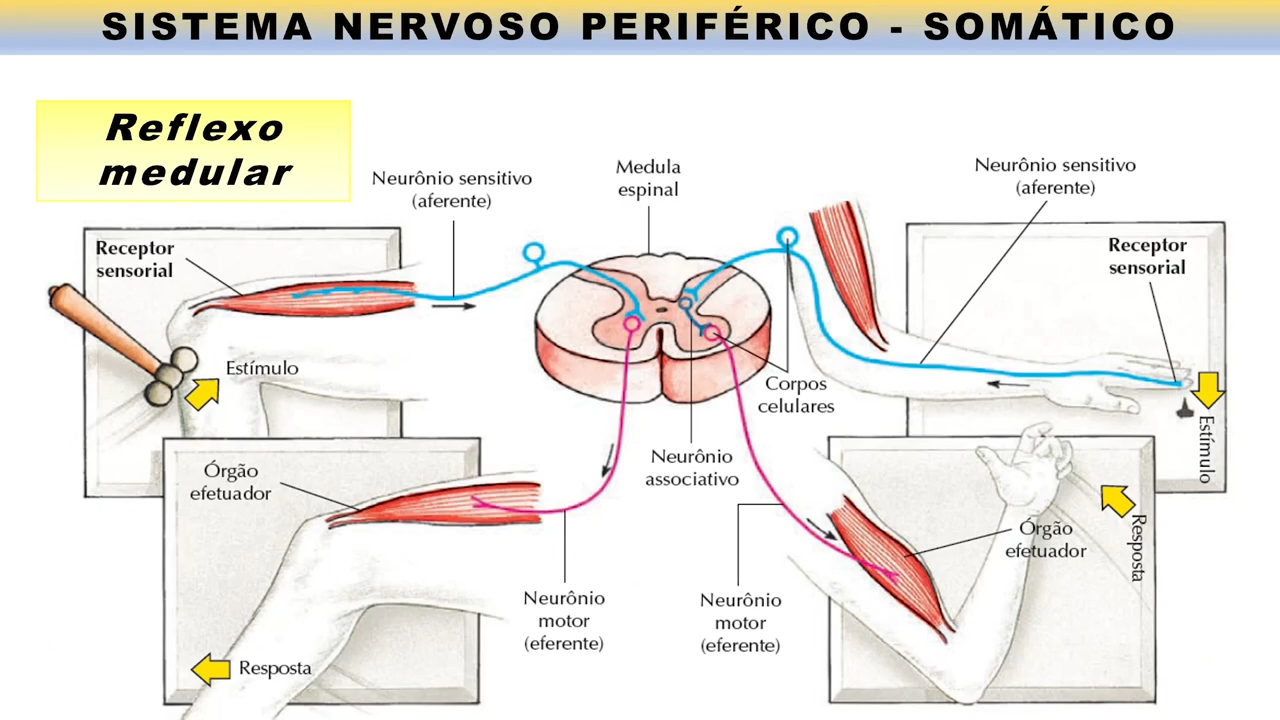 SISTEMA NERVOSO PERIFÉRICO - SOMÁTICO
Reflexo
medular
Neurônio sensitivo
(aferente)
Medula
espinal
Neurônio sensitivo
(aferente)
Receptor
sensorial
Receptor
sensorial
Estímulo
Corpos
celulares
Estímulo
Órgão
efetuador
Neurônio
associativo
Órgão
efetuador
Resposta
Neurônio
motor
(eferente)
Neurônio
motor
(eferente)
Resposta